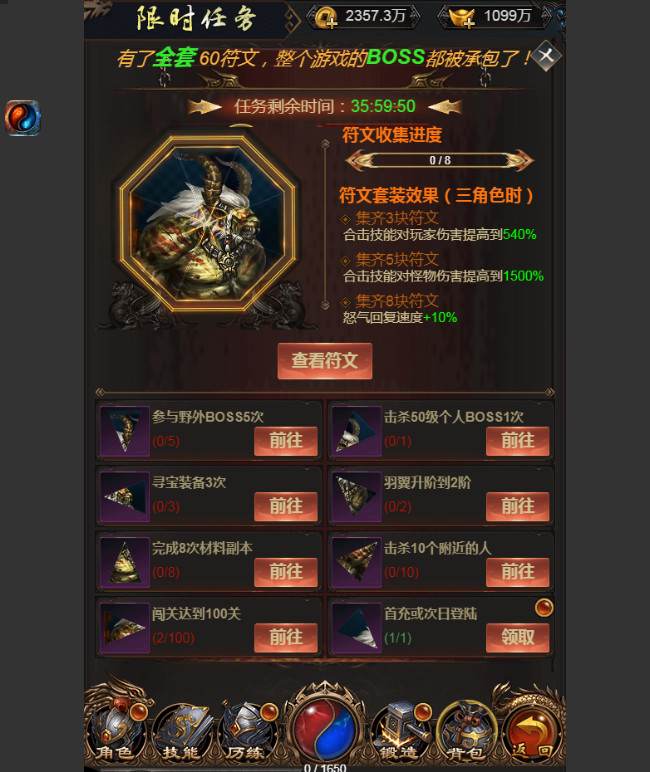 限时任务
2357.3万
1099万
有了全套 60符文，整个游戏的BOSS都被承包了！
任务剩余时间：35:59:50
符文收集进度
0 / 8
符文套装效果（三角色时）
集齐3块符文
合击技能对玩家伤害提高到540%
集齐5块符文
合击技能对怪物伤害提高到1500%
集齐8块符文
怒气回复速度+10%
查看符文
参与野外BOSS5次
(0/5)
前往
击杀50级个人BOSS1次
(0/1)
前往
寻宝装备3次
(0/3)
前往
羽翼升阶到2阶
(0/2)
前往
完成8次材料副本
(0/8)
前往
击杀10个附近的人
(0/10)
前往
闯关达到100关
(2/100)
前往
首充或次日登陆
(1/1)
领取
角色
技能
历练
锻造
背包
返回
0 / 1650